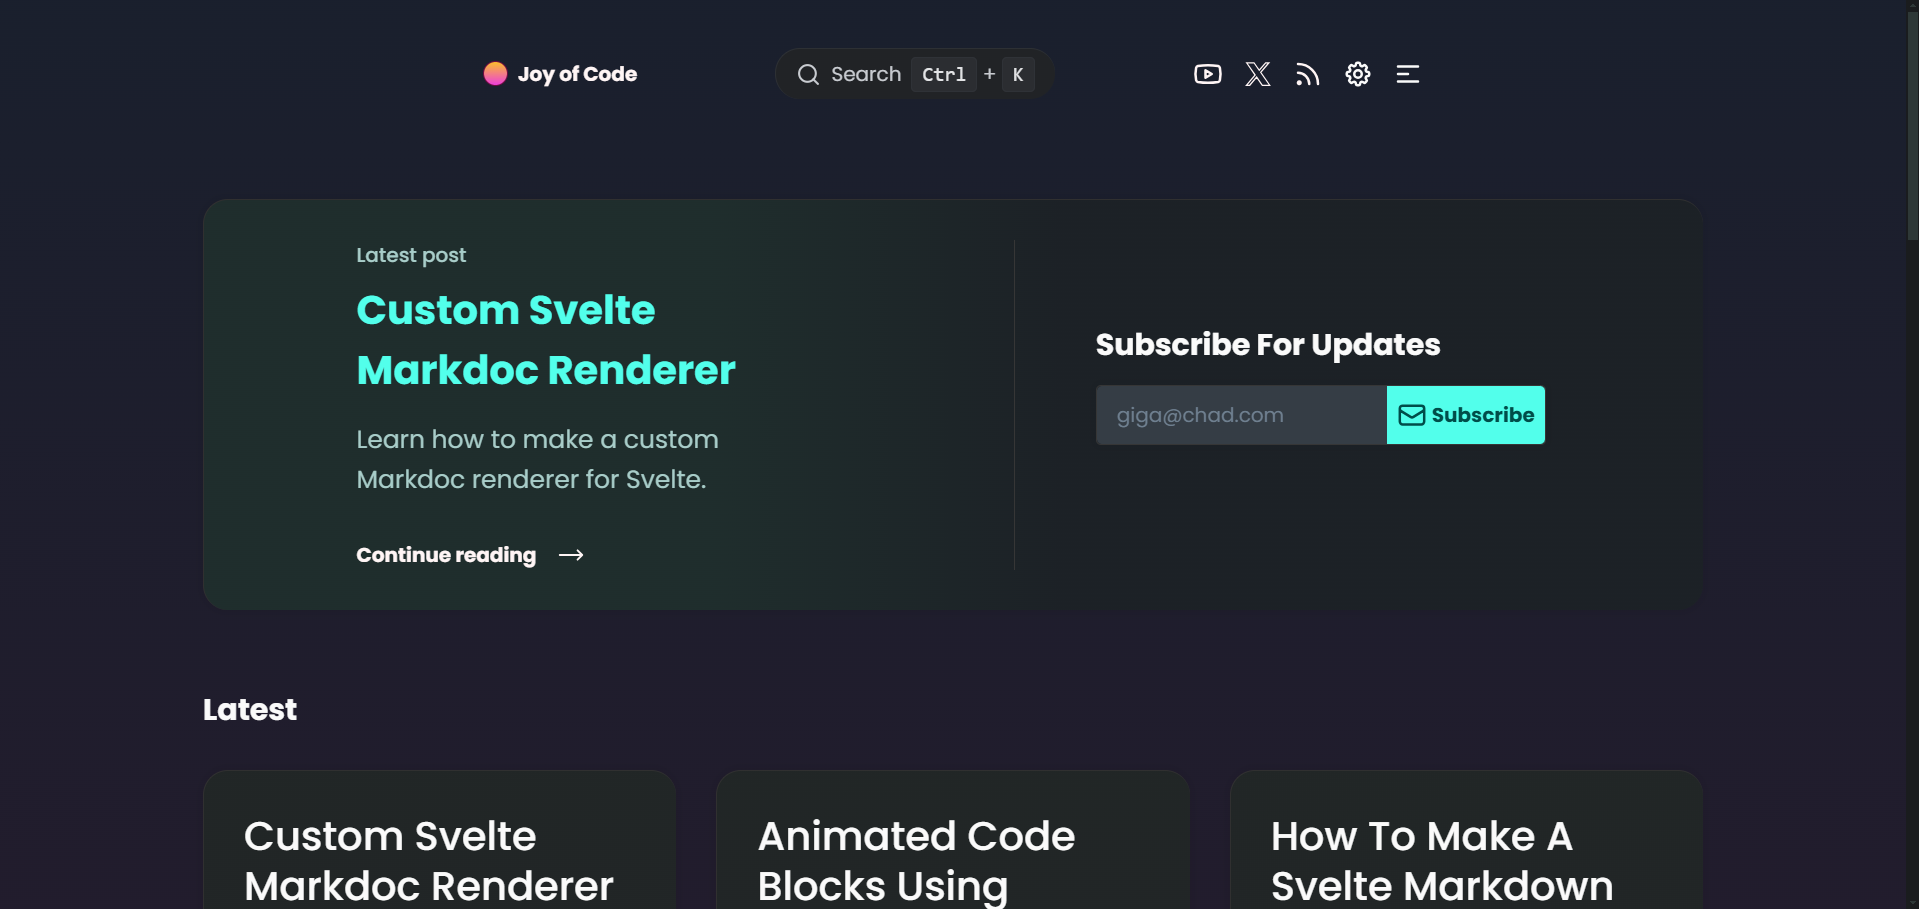 Joy of Code
Search Ctrl + K
Latest post
Custom Svelte
Markdoc Renderer
Learn how to make a custom
Markdoc renderer for Svelte.
Continue reading
Subscribe For Updates
giga@chad.com
Subscribe
Latest
Custom Svelte
Markdoc Renderer
Animated Code
Blocks Using
How To Make A
Svelte Markdown